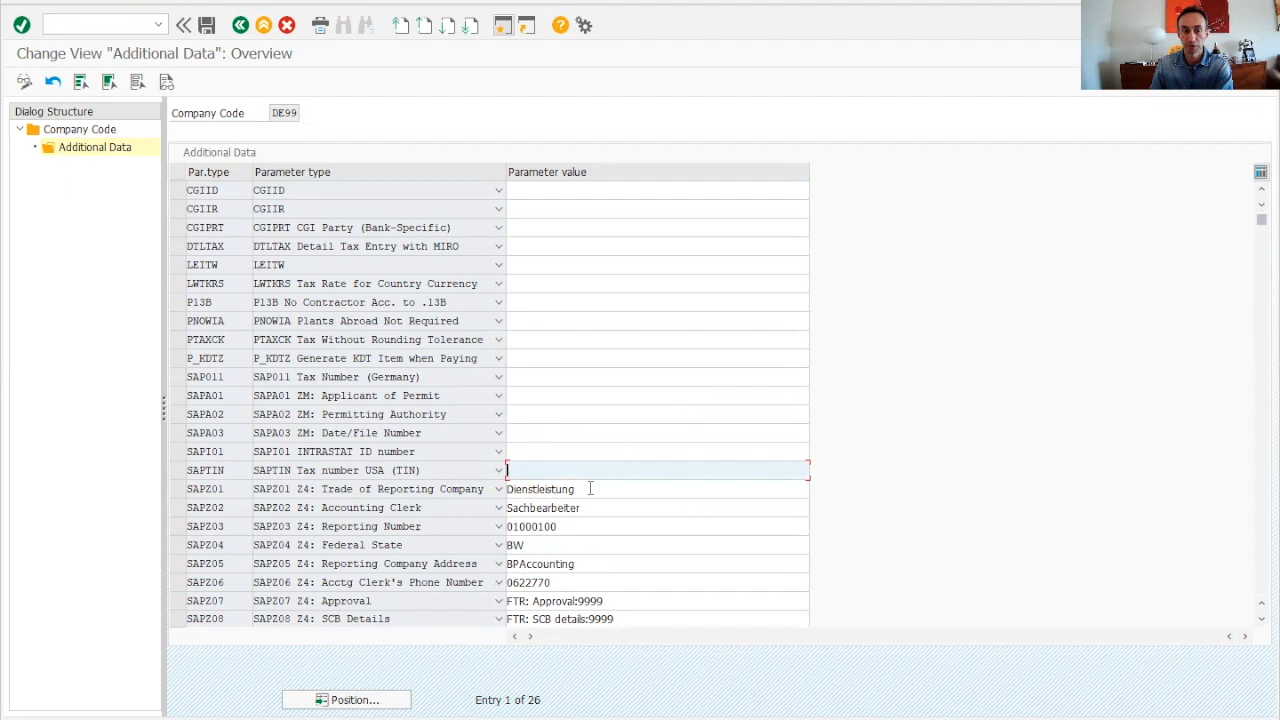 Change View "Additional Data": Overview
Dialog Structure
Company Code
Additional Data
Company Code DE99
Additional Data
Par.type Parameter type Parameter value
CGIID CGIID
CGIIR CGIIR
CGIPRT CGIPRT CGI Party (Bank-Specific)
DTLTAX DTLTAX Detail Tax Entry with MIRO
LEITW LEITW
LWTKRS LWTKRS Tax Rate for Country Currency
P13B P13B No Contractor Acc. to .13B
PNOWIA PNOWIA Plants Abroad Not Required
PTAXCK PTAXCK Tax Without Rounding Tolerance
P_KDTZ P_KDTZ Generate KDT Item when Paying
SAP011 SAP011 Tax Number (Germany)
SAPA01 SAPA01 ZM: Applicant of Permit
SAPA02 SAPA02 ZM: Permitting Authority
SAPA03 SAPA03 ZM: Date/File Number
SAPI01 SAPI01 INTRASTAT ID number
SAPTIN SAPTIN Tax number USA (TIN)
SAPZ01 SAPZ01 Z4: Trade of Reporting Company Dienstleistung
SAPZ02 SAPZ02 Z4: Accounting Clerk Sachbearbeiter
SAPZ03 SAPZ03 Z4: Reporting Number 01000100
SAPZ04 SAPZ04 Z4: Federal State BW
SAPZ05 SAPZ05 Z4: Reporting Company Address BPAccounting
SAPZ06 SAPZ06 Z4: Acctg Clerk's Phone Number 0622770
SAPZ07 SAPZ07 Z4: Approval FTR: Approval:9999
SAPZ08 SAPZ08 Z4: SCB Details FTR: SCB details:9999
Position... Entry 1 of 26